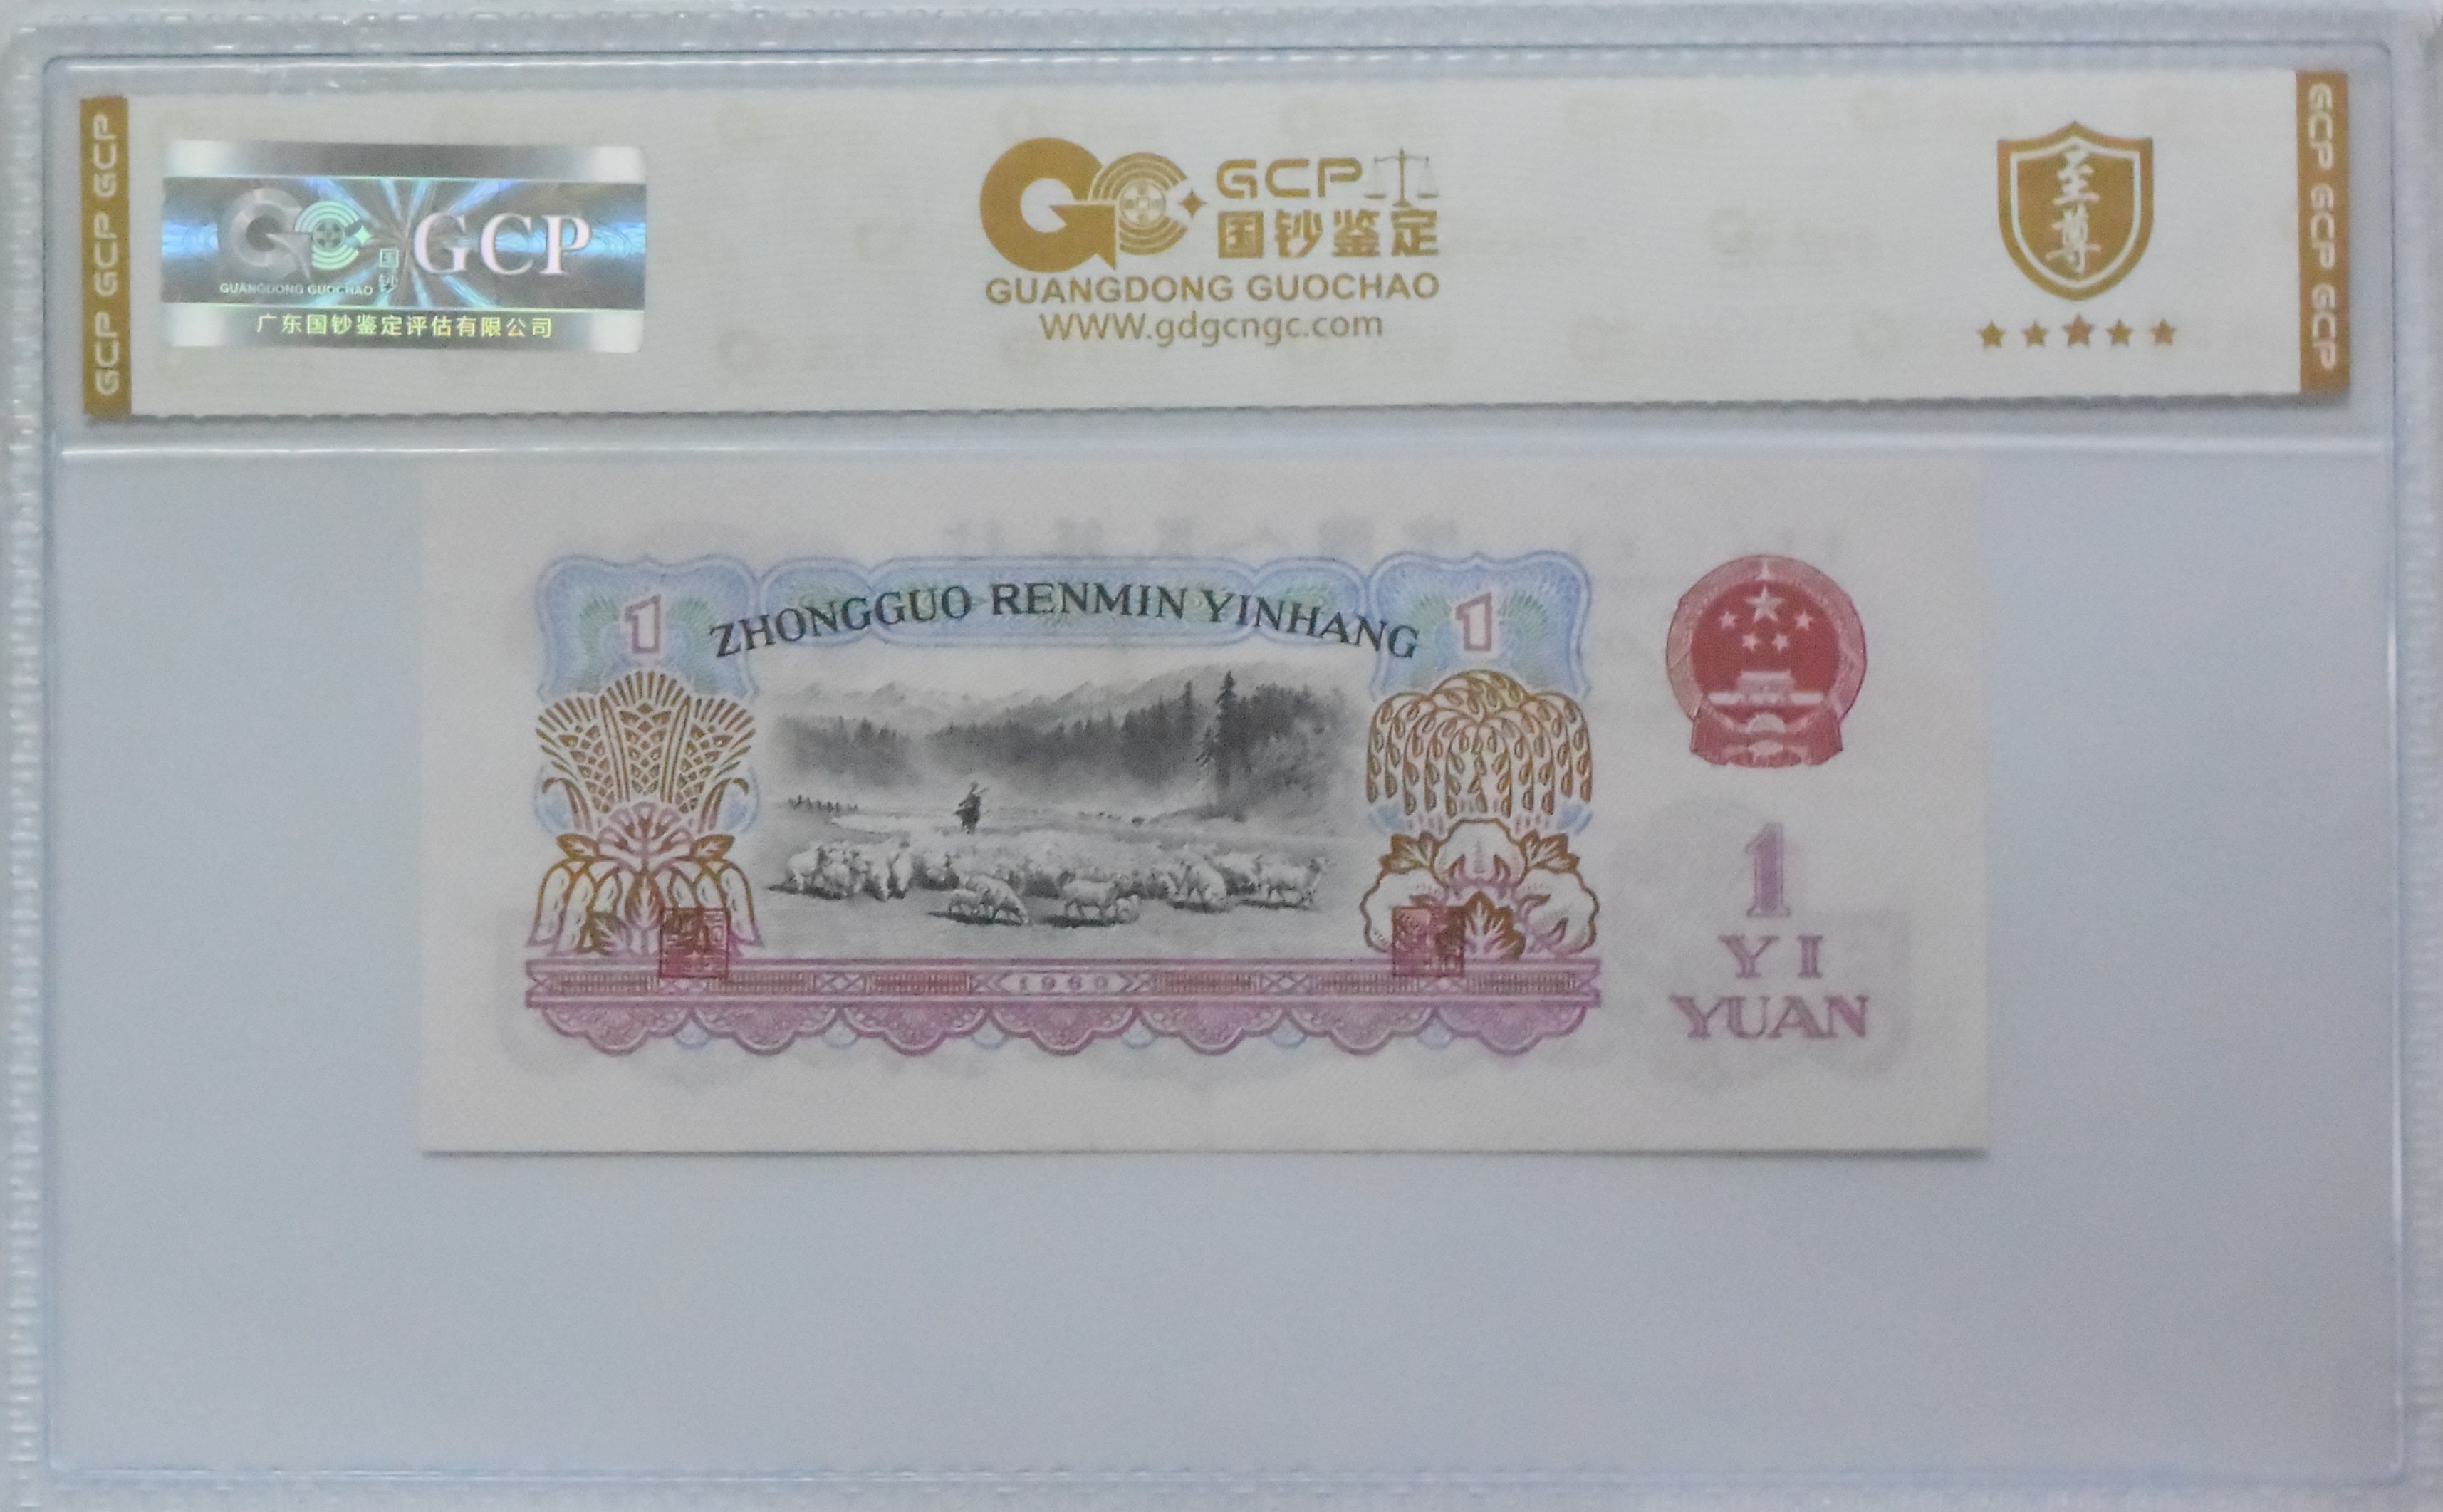 GCP GCP GCP
国钞
GCP
GUANGDONG GUOCHAO
广东国钞鉴定评估有限公司
GCP
国钞鉴定
GUANGDONG GUOCHAO
WWW.gdgcngc.com
至尊
GCP GCP GCP
ZHONGGUO RENMIN YINHANG
1
1
1960
1
YI
YUAN